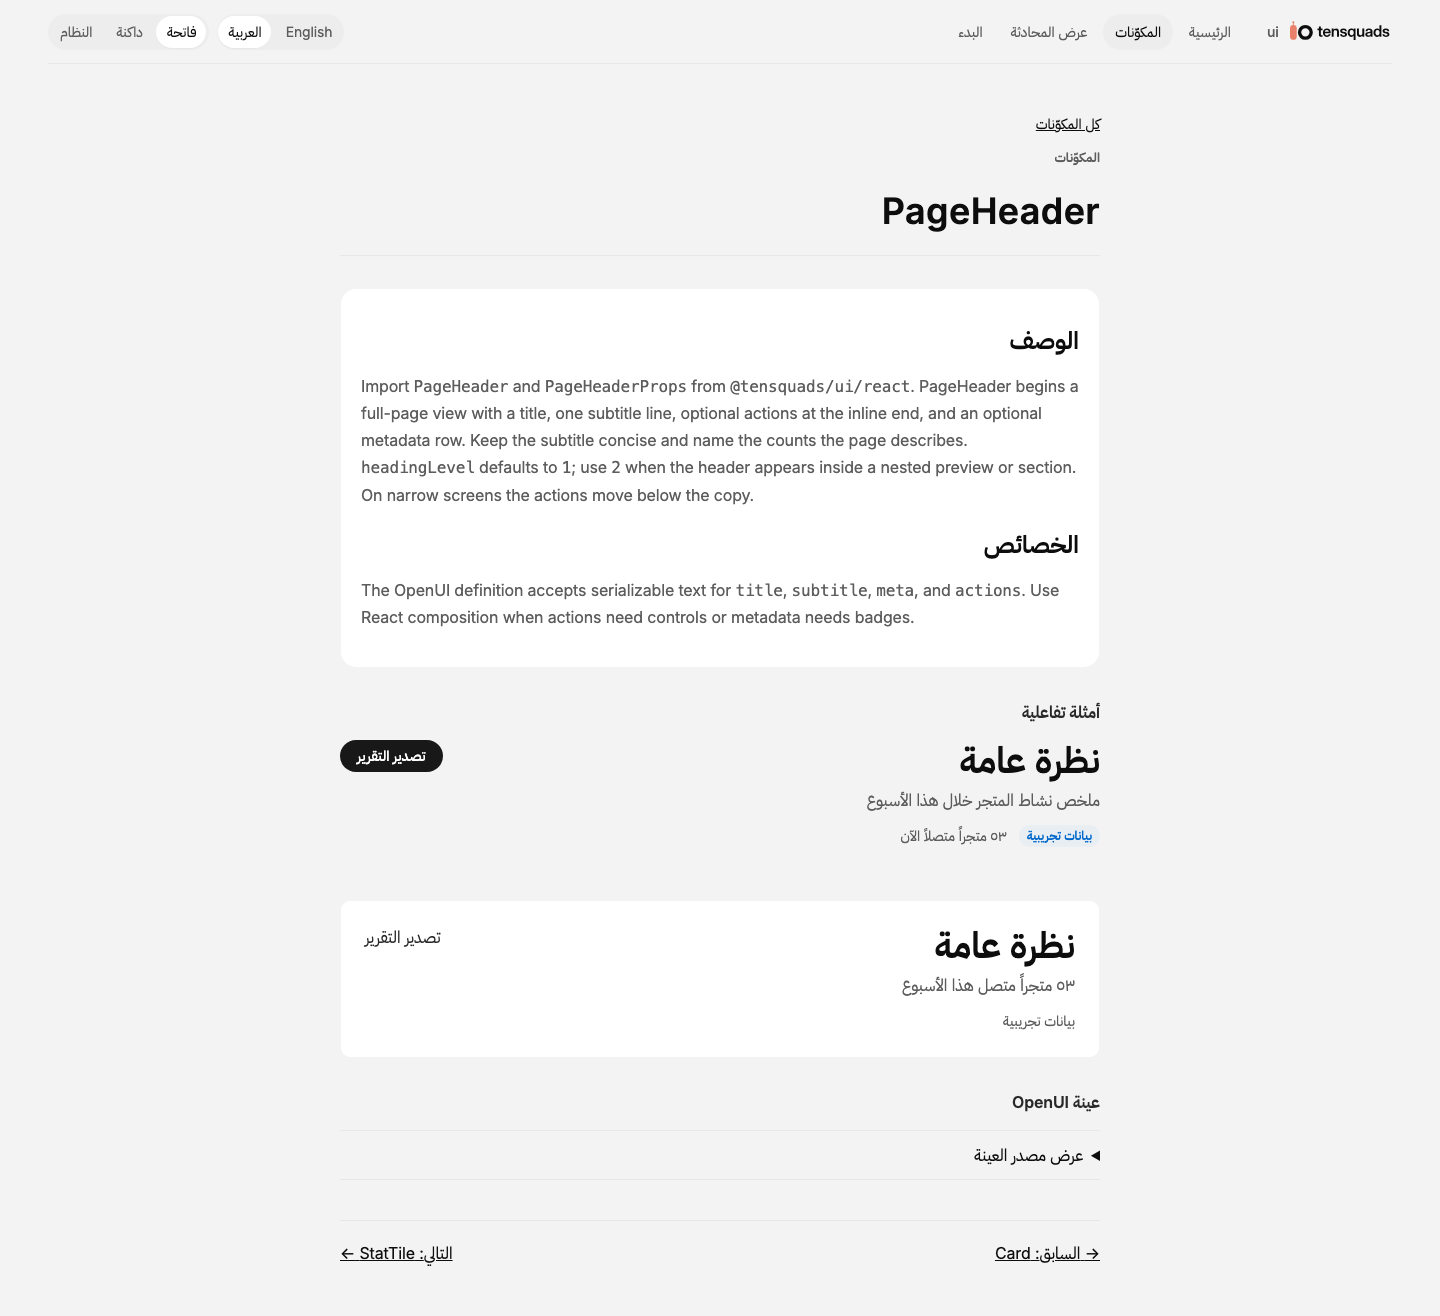 tensquads ui
الرئيسية
المكوّنات
عرض المحادثة
البدء
English
العربية
فاتحة
داكنة
النظام
كل المكوّنات
المكوّنات
PageHeader
الوصف
Import PageHeader and PageHeaderProps from @tensquads/ui/react. PageHeader begins a
full-page view with a title, one subtitle line, optional actions at the inline end, and an optional
metadata row. Keep the subtitle concise and name the counts the page describes.
headingLevel defaults to 1; use 2 when the header appears inside a nested preview or section.
On narrow screens the actions move below the copy.
الخصائص
The OpenUI definition accepts serializable text for title, subtitle, meta, and actions. Use
React composition when actions need controls or metadata needs badges.
أمثلة تفاعلية
نظرة عامة
تصدير التقرير
ملخص نشاط المتجر خلال هذا الأسبوع
بيانات تجريبية
٥٣ متجراً متصلاً الآن
نظرة عامة
تصدير التقرير
٥٣ متجراً متصل هذا الأسبوع
بيانات تجريبية
عينة OpenUI
عرض مصدر العينة
→ السابق: Card
التالي: StatTile ←